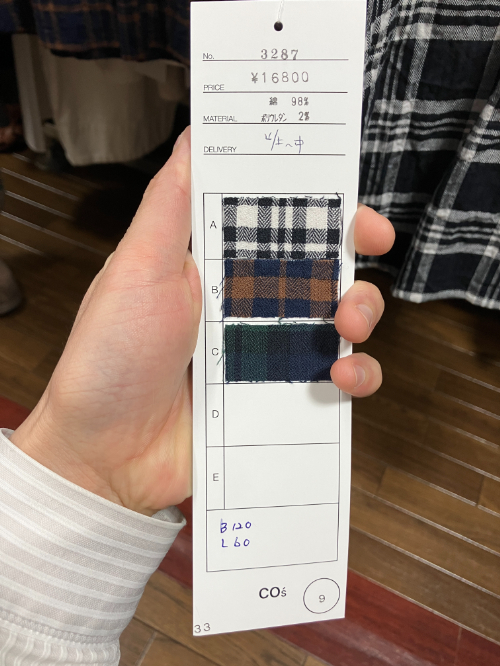 No. 3287
PRICE ¥16800
綿 98%
MATERIAL ポリウレタン 2%
DELIVERY
A
B
C
D
E
B 120
L 60
COś
9
33